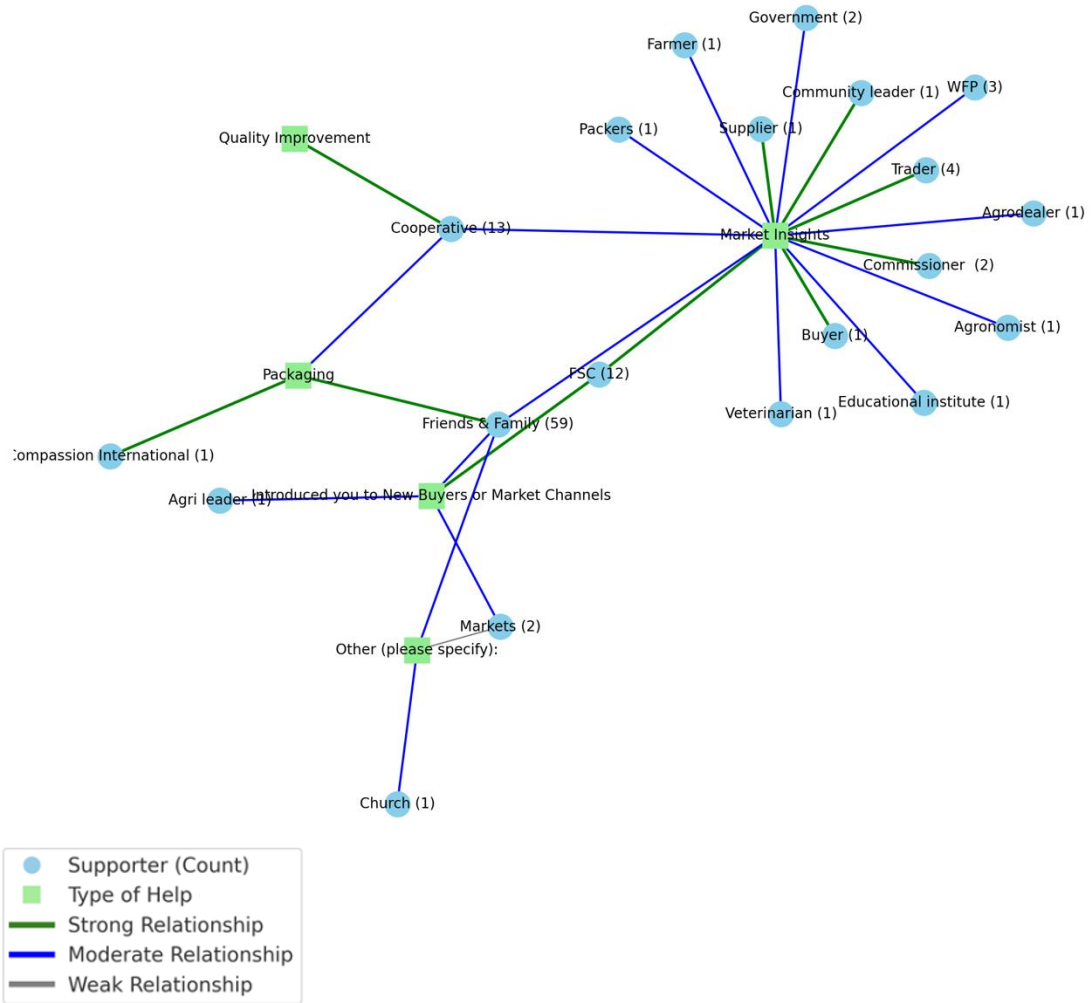 Government (2)
Farmer (1)
Community leader (1)
WFP (3)
Packers (1)
Supplier (1)
Quality Improvement
Trader (4)
Agrodealer (1)
Cooperative (13)
Market Insights
Commissioner  (2)
Agronomist (1)
Buyer (1)
Packaging
FSC (12)
Educational institute (1)
Veterinarian (1)
Friends & Family (59)
ompassion International (1)
Agri leader (1)
Introduced you to New Buyers or Market Channels
Markets (2)
Other (please specify):
Church (1)
Supporter (Count)
Type of Help
Strong Relationship
Moderate Relationship
Weak Relationship